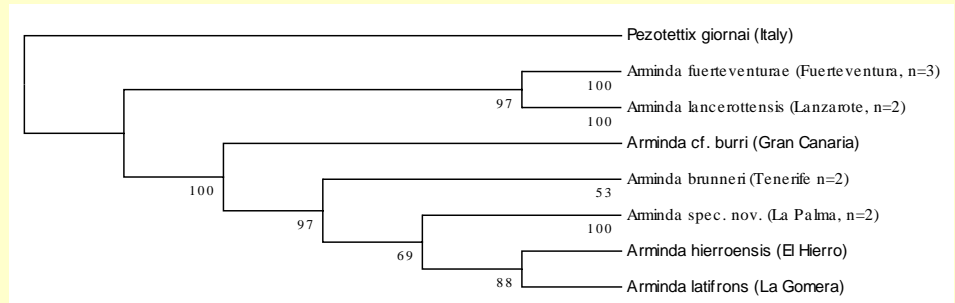 Pezotettix giornai (Italy)
Arminda fuerteventurae (Fuerteventura, n=3)
100
97
Arminda lancerottensis (Lanzarote, n=2)
100
Arminda cf. burri (Gran Canaria)
100
Arminda brunneri (Tenerife n=2)
53
97
Arminda spec. nov. (La Palma, n=2)
100
69
Arminda hierroensis (El Hierro)
88
Arminda latifrons (La Gomera)